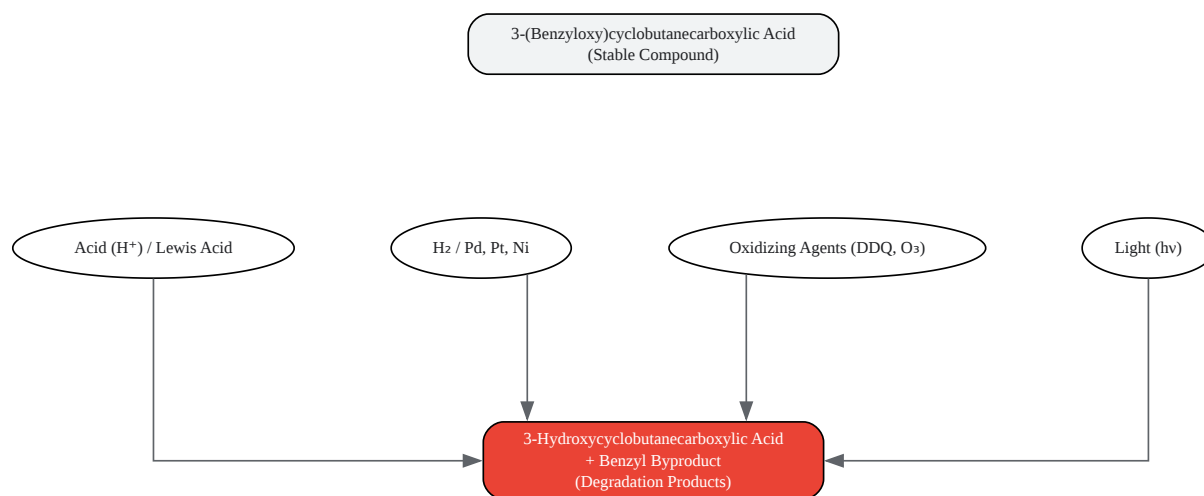 3-(Benzyloxy)cyclobutanecarboxylic Acid
(Stable Compound)
Acid (H⁺) / Lewis Acid
H₂ / Pd, Pt, Ni
Oxidizing Agents (DDQ, O₃)
Light (hν)
3-Hydroxycyclobutanecarboxylic Acid
+ Benzyl Byproduct
(Degradation Products)